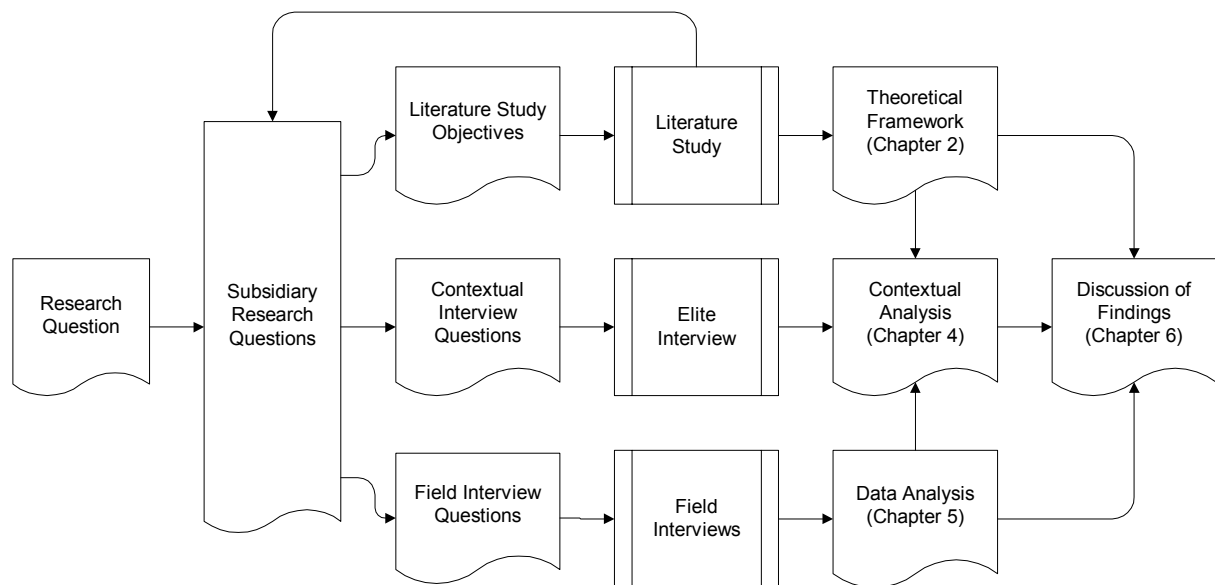 Literature Study
Objectives
Literature
Study
Theoretical
Framework
(Chapter 2)
Research
Question
Subsidiary
Research
Questions
Contextual
Interview
Questions
Elite
Interview
Contextual
Analysis
(Chapter 4)
Discussion of
Findings
(Chapter 6)
Field Interview
Questions
Field
Interviews
Data Analysis
(Chapter 5)